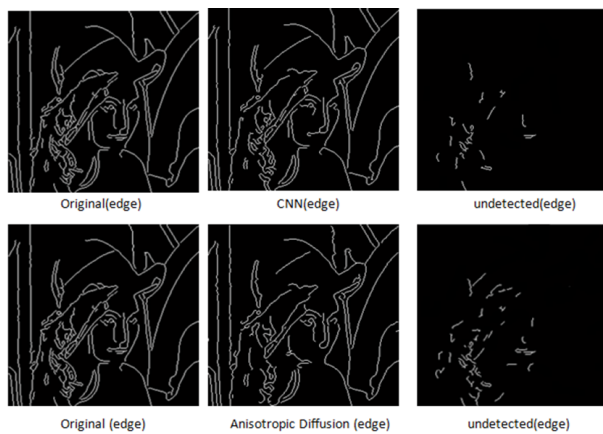 Original(edge)
CNN(edge)
undetected(edge)
Original (edge)
Anisotropic Diffusion (edge)
undetected(edge)